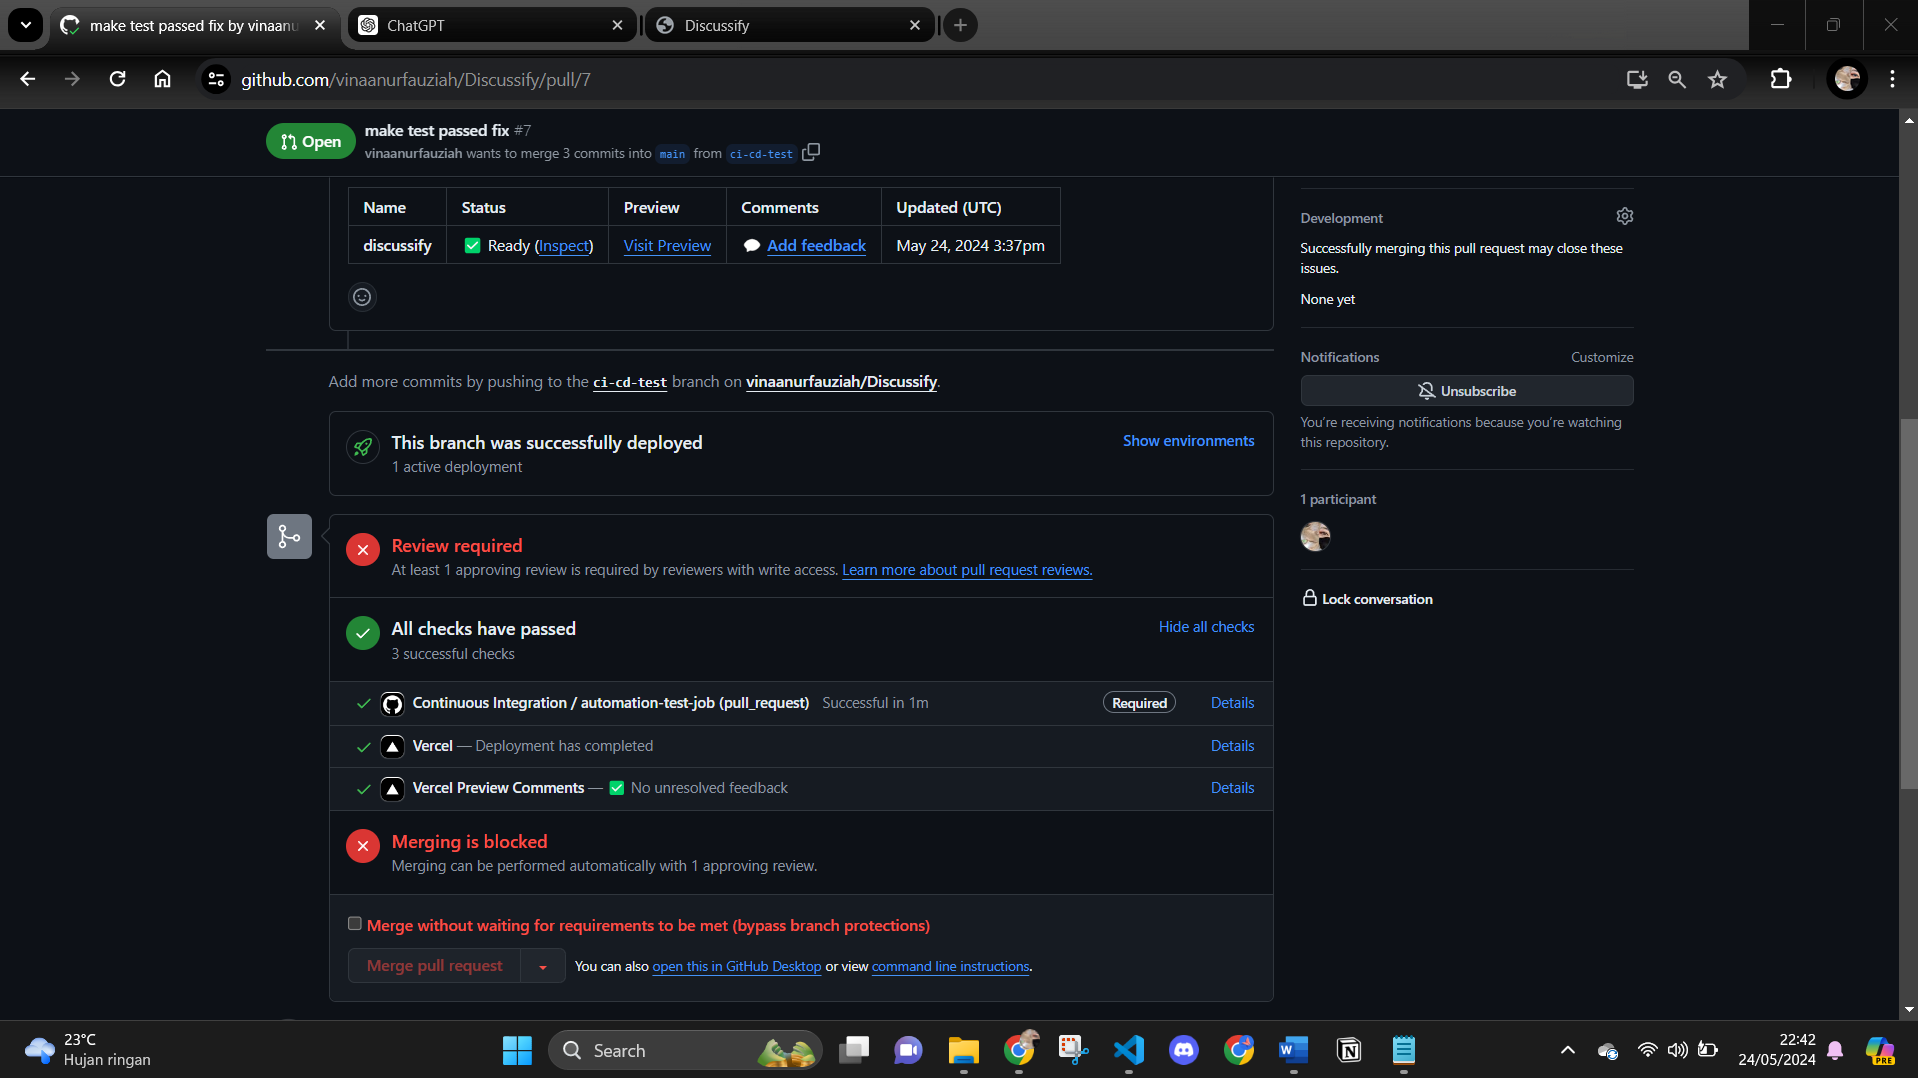 make test passed fix by vinaanu
ChatGPT
Discussify
github.com/vinaanurfauziah/Discussify/pull/7
Open
make test passed fix #7
vinaanurfauziah wants to merge 3 commits into main from ci-cd-test
Name Status Preview Comments Updated (UTC)
discussify ✅ Ready (Inspect) Visit Preview 💬 Add feedback May 24, 2024 3:37pm
Add more commits by pushing to the ci-cd-test branch on vinaanurfauziah/Discussify.
This branch was successfully deployed
1 active deployment
Show environments
Review required
At least 1 approving review is required by reviewers with write access. Learn more about pull request reviews.
All checks have passed
3 successful checks
Hide all checks
Continuous Integration / automation-test-job (pull_request) Successful in 1m Required Details
Vercel — Deployment has completed Details
Vercel Preview Comments — ✅ No unresolved feedback Details
Merging is blocked
Merging can be performed automatically with 1 approving review.
Merge without waiting for requirements to be met (bypass branch protections)
Merge pull request
You can also open this in GitHub Desktop or view command line instructions.
Development
Successfully merging this pull request may close these
issues.
None yet
Notifications Customize
Unsubscribe
You're receiving notifications because you're watching
this repository.
1 participant
Lock conversation
23°C
Hujan ringan
Search
22:42
24/05/2024
PRE